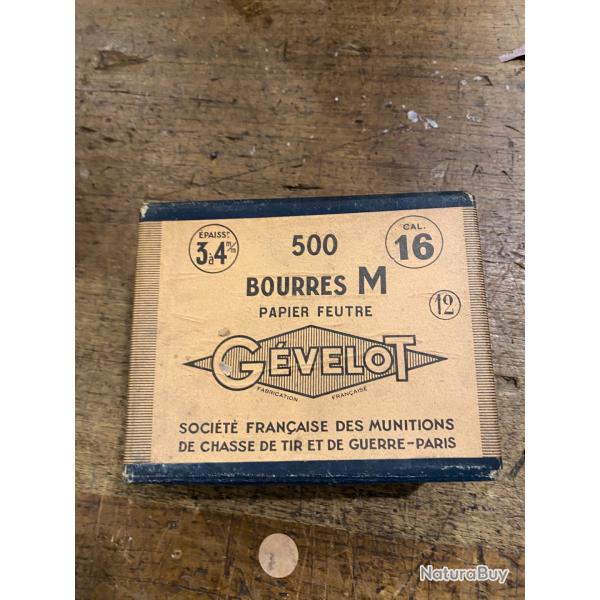 ÉPAISSR
3 à 4 m/m
500
CAL.
16
BOURRES M
PAPIER FEUTRE
12
GÉVELOT
FABRICATION FRANÇAISE
SOCIÉTÉ FRANÇAISE DES MUNITIONS
DE CHASSE DE TIR ET DE GUERRE-PARIS
NaturaBuy